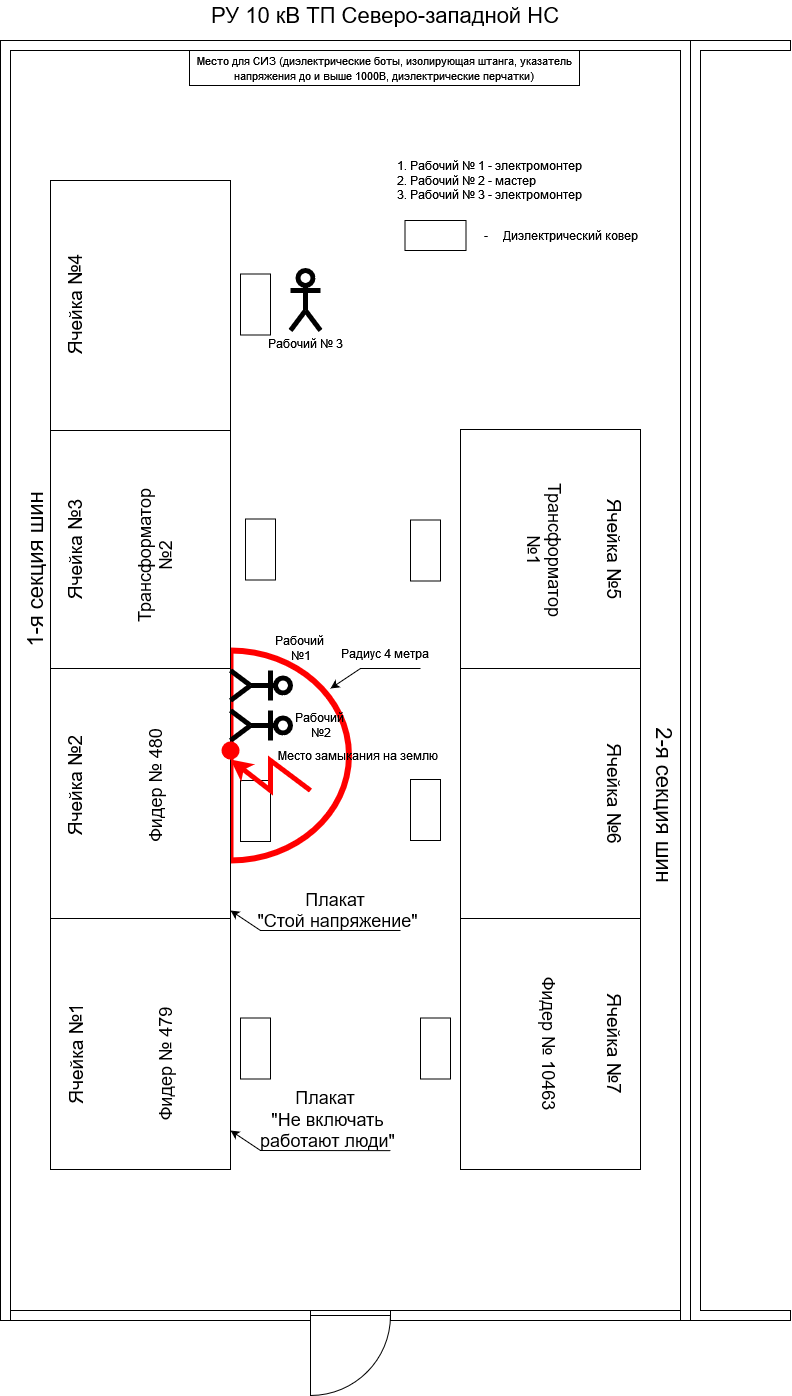 РУ 10 кВ ТП Северо-западной НС
Место для СИЗ (диэлектрические боты, изолирующая штанга, указатель
напряжения до и выше 1000В, диэлектрические перчатки)
1. Рабочий № 1 - электромонтер
2. Рабочий № 2 - мастер
3. Рабочий № 3 - электромонтер
- Диэлектрический ковер
Ячейка №4
Рабочий № 3
1-я секция шин
Ячейка №3
Трансформатор
№2
Трансформатор
№1
Ячейка №5
Рабочий
№1
Радиус 4 метра
Рабочий
№2
Место замыкания на землю
Ячейка №2
Фидер № 480
Ячейка №6
2-я секция шин
Плакат
"Стой напряжение"
Ячейка №1
Фидер № 479
Фидер № 10463
Ячейка №7
Плакат
"Не включать
работают люди"